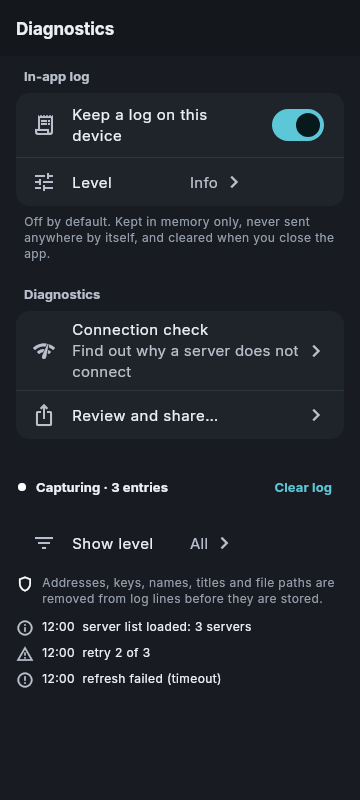 Diagnostics
In-app log
Keep a log on this
device
Level Info
Off by default. Kept in memory only, never sent
anywhere by itself, and cleared when you close the
app.
Diagnostics
Connection check
Find out why a server does not
connect
Review and share...
Capturing · 3 entries Clear log
Show level All
Addresses, keys, names, titles and file paths are
removed from log lines before they are stored.
12:00 server list loaded: 3 servers
12:00 retry 2 of 3
12:00 refresh failed (timeout)